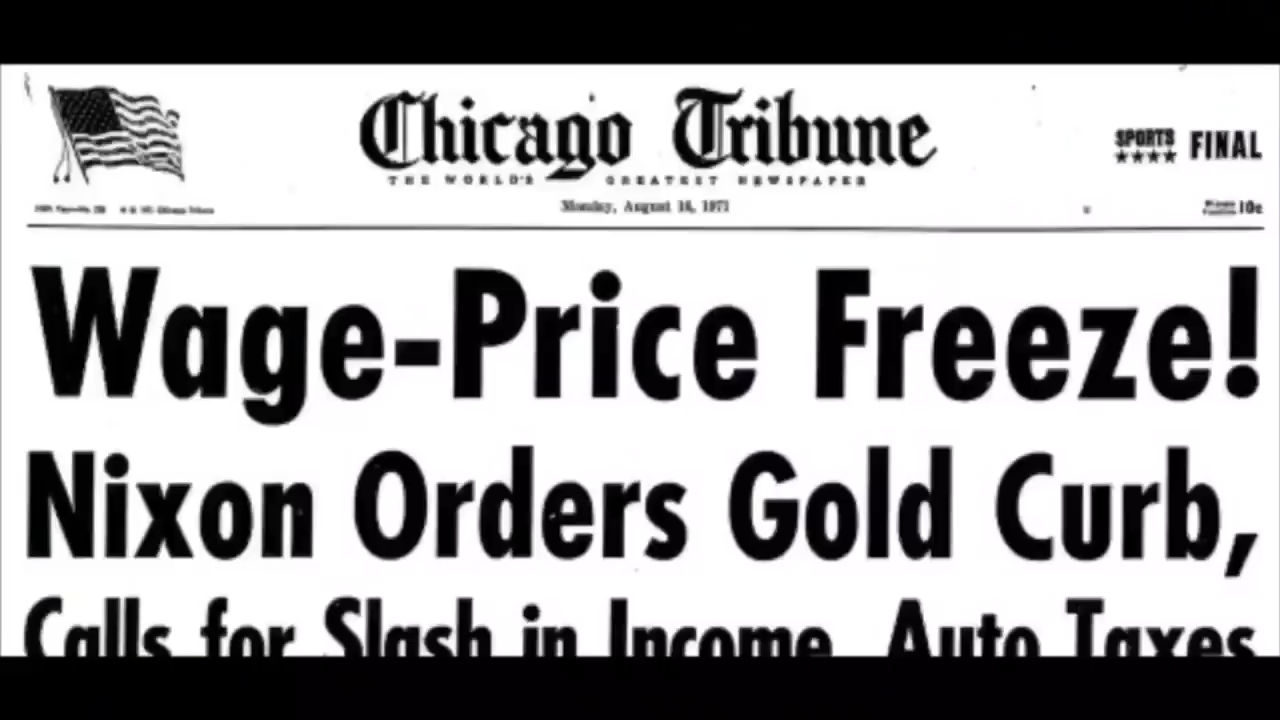 Chicago Tribune
SPORTS
★★★★ FINAL
THE WORLD'S GREATEST NEWSPAPER
Monday, August 16, 1971
10c
Wage-Price Freeze!
Nixon Orders Gold Curb,
Calls for Slash in Income, Auto Taxes